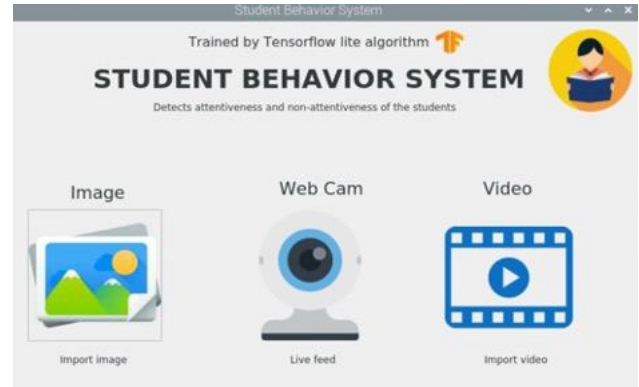 Student Behavior System
Trained by Tensorflow lite algorithm
STUDENT BEHAVIOR SYSTEM
Detects attentiveness and non-attentiveness of the students
Image
Web Cam
Video
Import image
Live feed
Import video